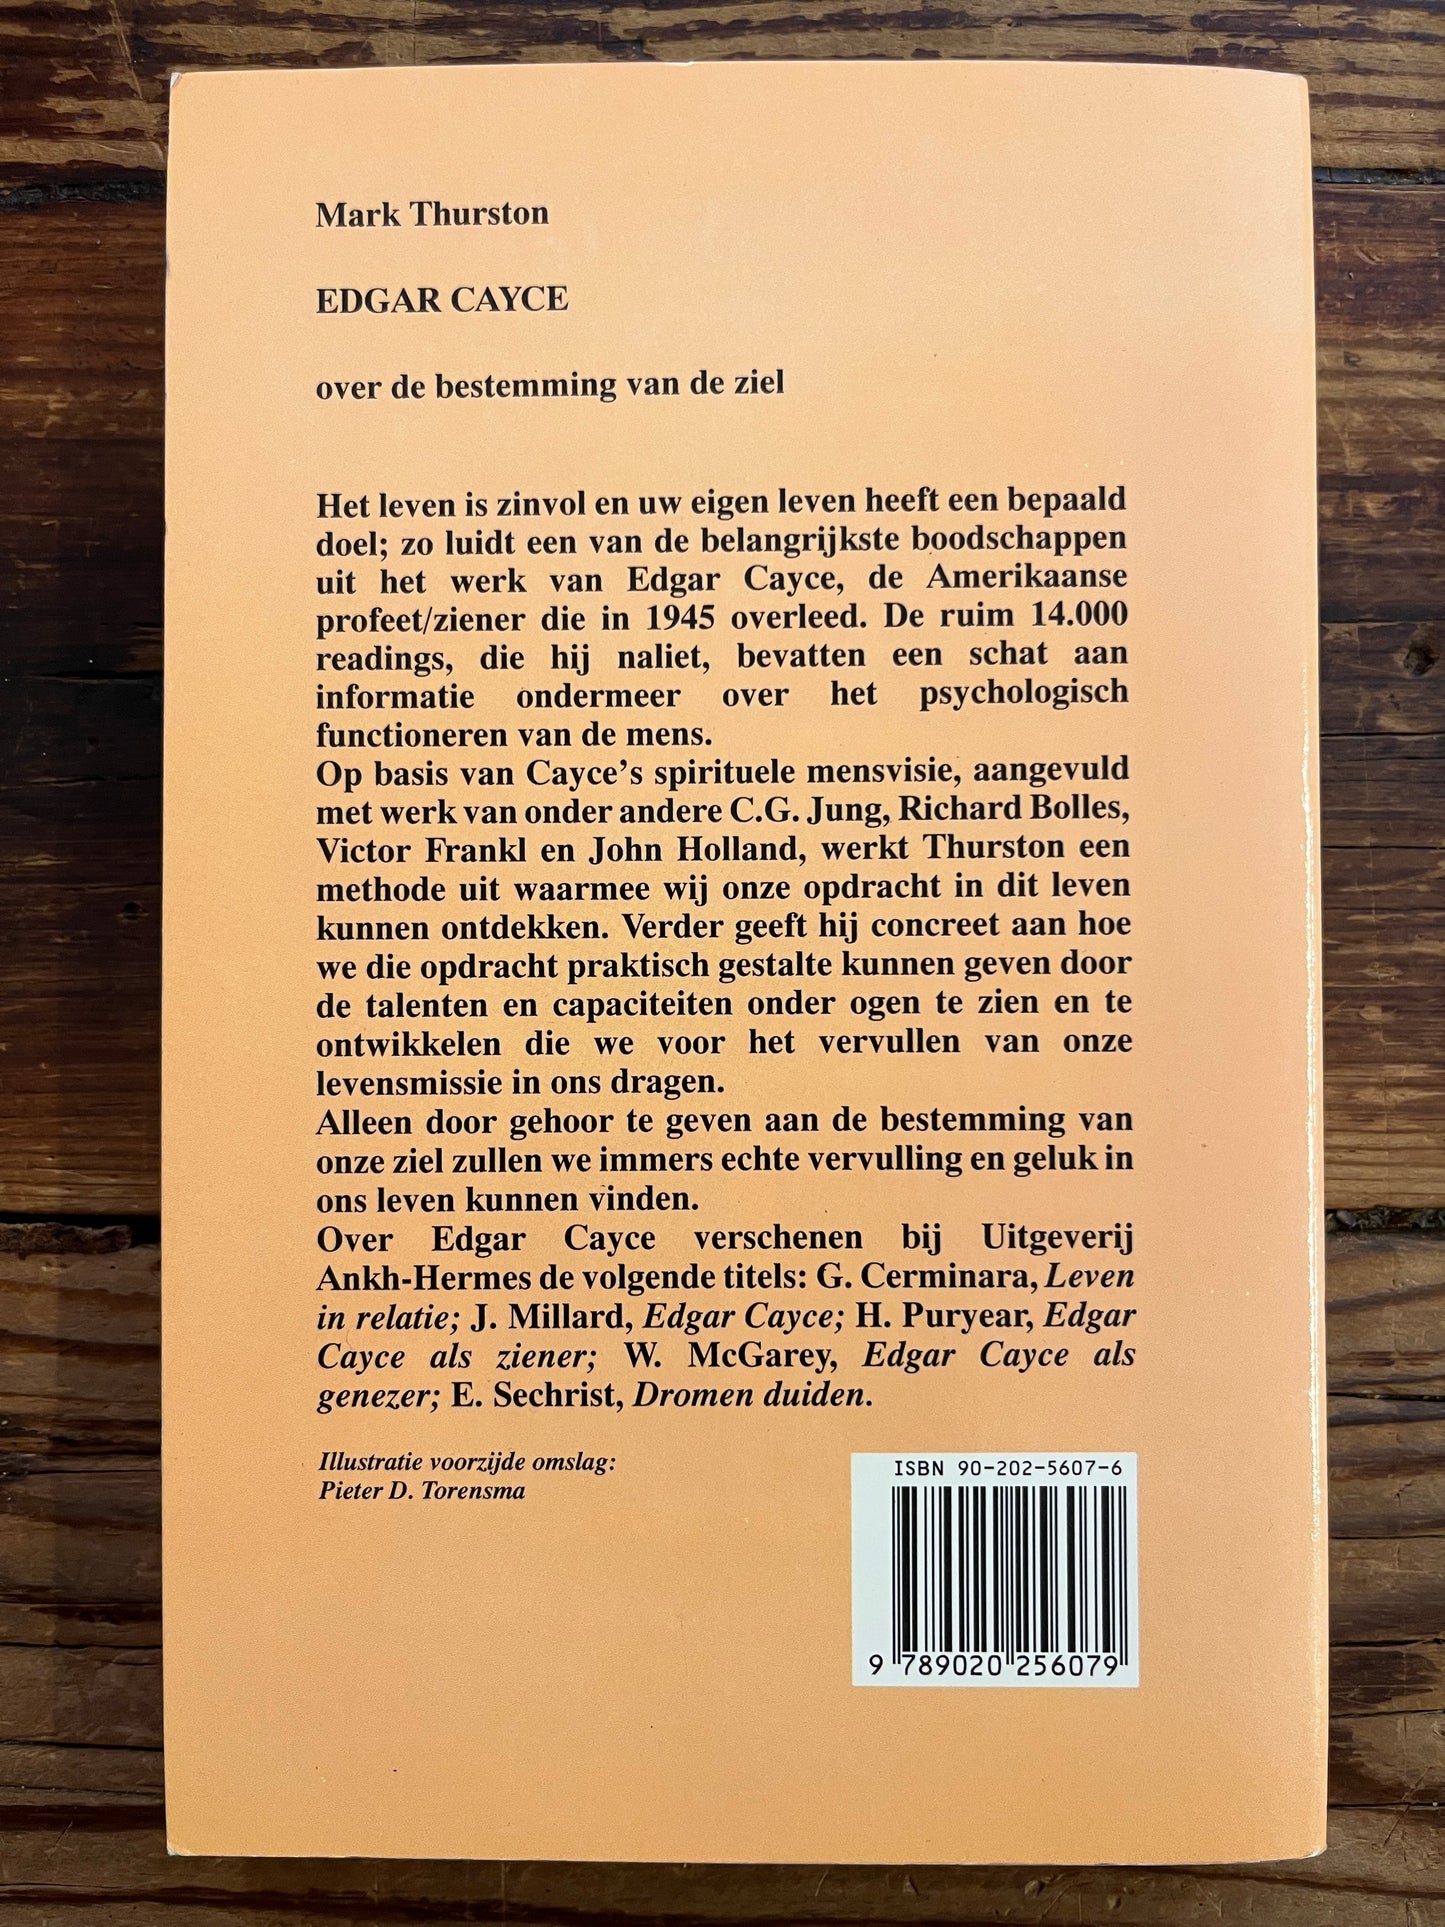 Mark Thurston
EDGAR CAYCE
over de bestemming van de ziel
Het leven is zinvol en uw eigen leven heeft een bepaald
doel; zo luidt een van de belangrijkste boodschappen
uit het werk van Edgar Cayce, de Amerikaanse
profeet/ziener die in 1945 overleed. De ruim 14.000
readings, die hij naliet, bevatten een schat aan
informatie ondermeer over het psychologisch
functioneren van de mens.
Op basis van Cayce’s spirituele mensvisie, aangevuld
met werk van onder andere C.G. Jung, Richard Bolles,
Victor Frankl en John Holland, werkt Thurston een
methode uit waarmee wij onze opdracht in dit leven
kunnen ontdekken. Verder geeft hij concreet aan hoe
we die opdracht praktisch gestalte kunnen geven door
de talenten en capaciteiten onder ogen te zien en te
ontwikkelen die we voor het vervullen van onze
levensmissie in ons dragen.
Alleen door gehoor te geven aan de bestemming van
onze ziel zullen we immers echte vervulling en geluk in
ons leven kunnen vinden.
Over Edgar Cayce verschenen bij Uitgeverij
Ankh-Hermes de volgende titels: G. Cerminara, Leven
in relatie; J. Millard, Edgar Cayce; H. Puryear, Edgar
Cayce als ziener; W. McGarey, Edgar Cayce als
genezer; E. Sechrist, Dromen duiden.
Illustratie voorzijde omslag:
Pieter D. Torensma
ISBN 90-202-5607-6
9 789020 256079